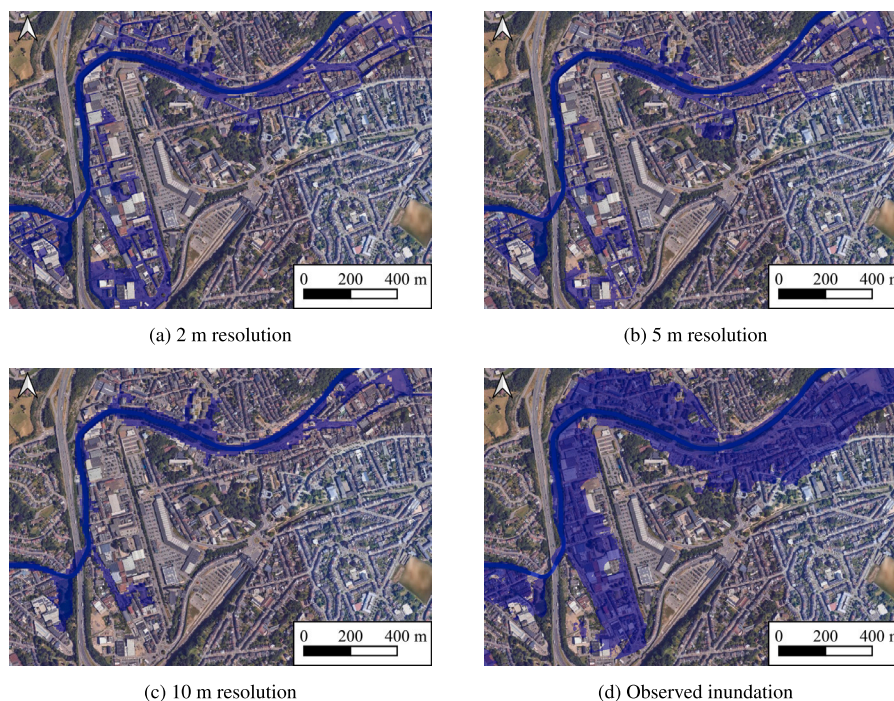 0 200 400 m
(a) 2 m resolution
0 200 400 m
(b) 5 m resolution
0 200 400 m
(c) 10 m resolution
0 200 400 m
(d) Observed inundation